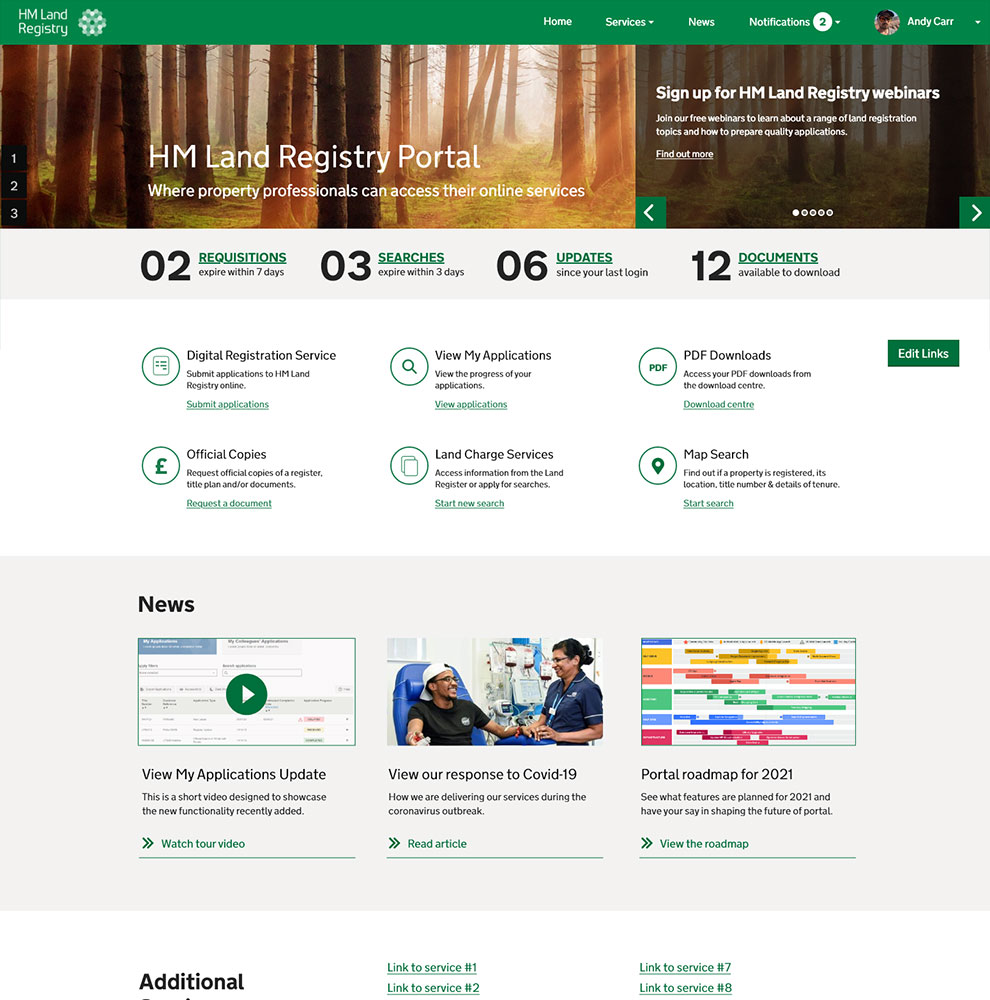 HM Land
Registry
Home
Services
News
Notifications 2
Andy Carr
HM Land Registry Portal
Where property professionals can access their online services
1
2
3
Sign up for HM Land Registry webinars
Join our free webinars to learn about a range of land registration
topics and how to prepare quality applications.
Find out more
02 REQUISITIONS
expire within 7 days
03 SEARCHES
expire within 3 days
06 UPDATES
since your last login
12 DOCUMENTS
available to download
Digital Registration Service
Submit applications to HM Land
Registry online.
Submit applications
View My Applications
View the progress of your
applications.
View applications
PDF
PDF Downloads
Access your PDF downloads from
the download centre.
Download centre
Edit Links
£
Official Copies
Request official copies of a register,
title plan and/or documents.
Request a document
Land Charge Services
Access information from the Land
Register or apply for searches.
Start new search
Map Search
Find out if a property is registered, its
location, title number & details of tenure.
Start search
News
My Applications
My Colleagues' Applications
View My Applications Update
This is a short video designed to showcase
the new functionality recently added.
Watch tour video
View our response to Covid-19
How we are delivering our services during the
coronavirus outbreak.
Read article
Portal roadmap for 2021
See what features are planned for 2021 and
have your say in shaping the future of portal.
View the roadmap
Additional
Link to service #1
Link to service #2
Link to service #7
Link to service #8